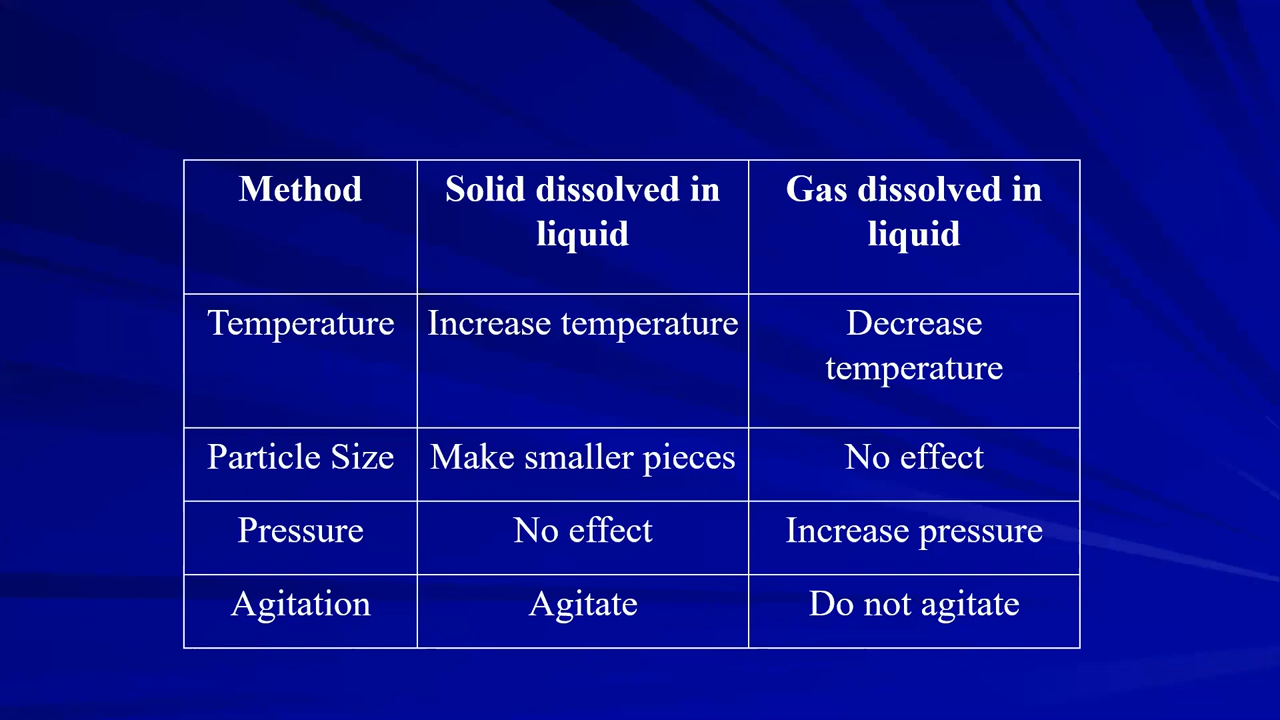 Method
Solid dissolved in
liquid
Gas dissolved in
liquid
Temperature
Increase temperature
Decrease
temperature
Particle Size
Make smaller pieces
No effect
Pressure
No effect
Increase pressure
Agitation
Agitate
Do not agitate